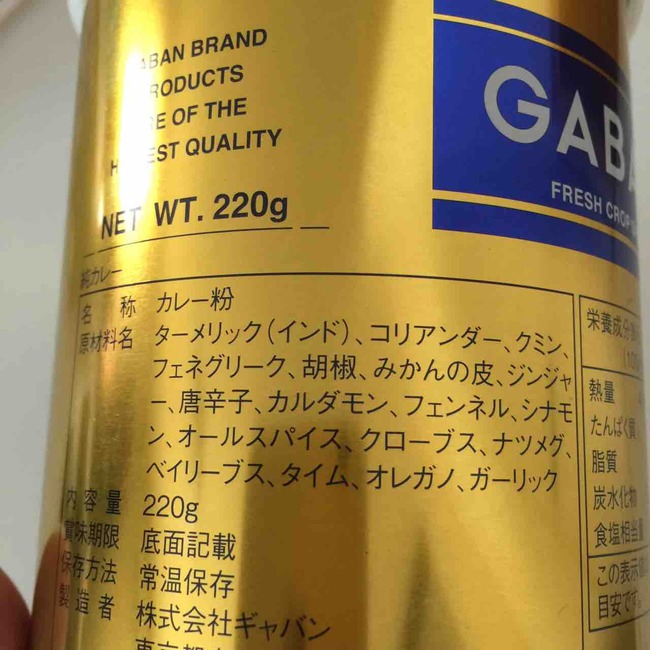 ABAN BRAND
RODUCTS
RE OF THE
EST QUALITY
NET WT. 220g
GABA
FRESH CROP
純カレー
名 称 カレー粉
原材料名 ターメリック(インド)、コリアンダー、クミン、
フェネグリーク、胡椒、みかんの皮、ジンジャ
ー、唐辛子、カルダモン、フェンネル、シナモ
ン、オールスパイス、クローブス、ナツメグ、
ベイリーブス、タイム、オレガノ、ガーリック
内容量 220g
賞味期限 底面記載
保存方法 常温保存
製造者 株式会社ギャバン
栄養成分表
熱量
たんぱく質
脂質
炭水化物
食塩相当量
この表示値
目安です。